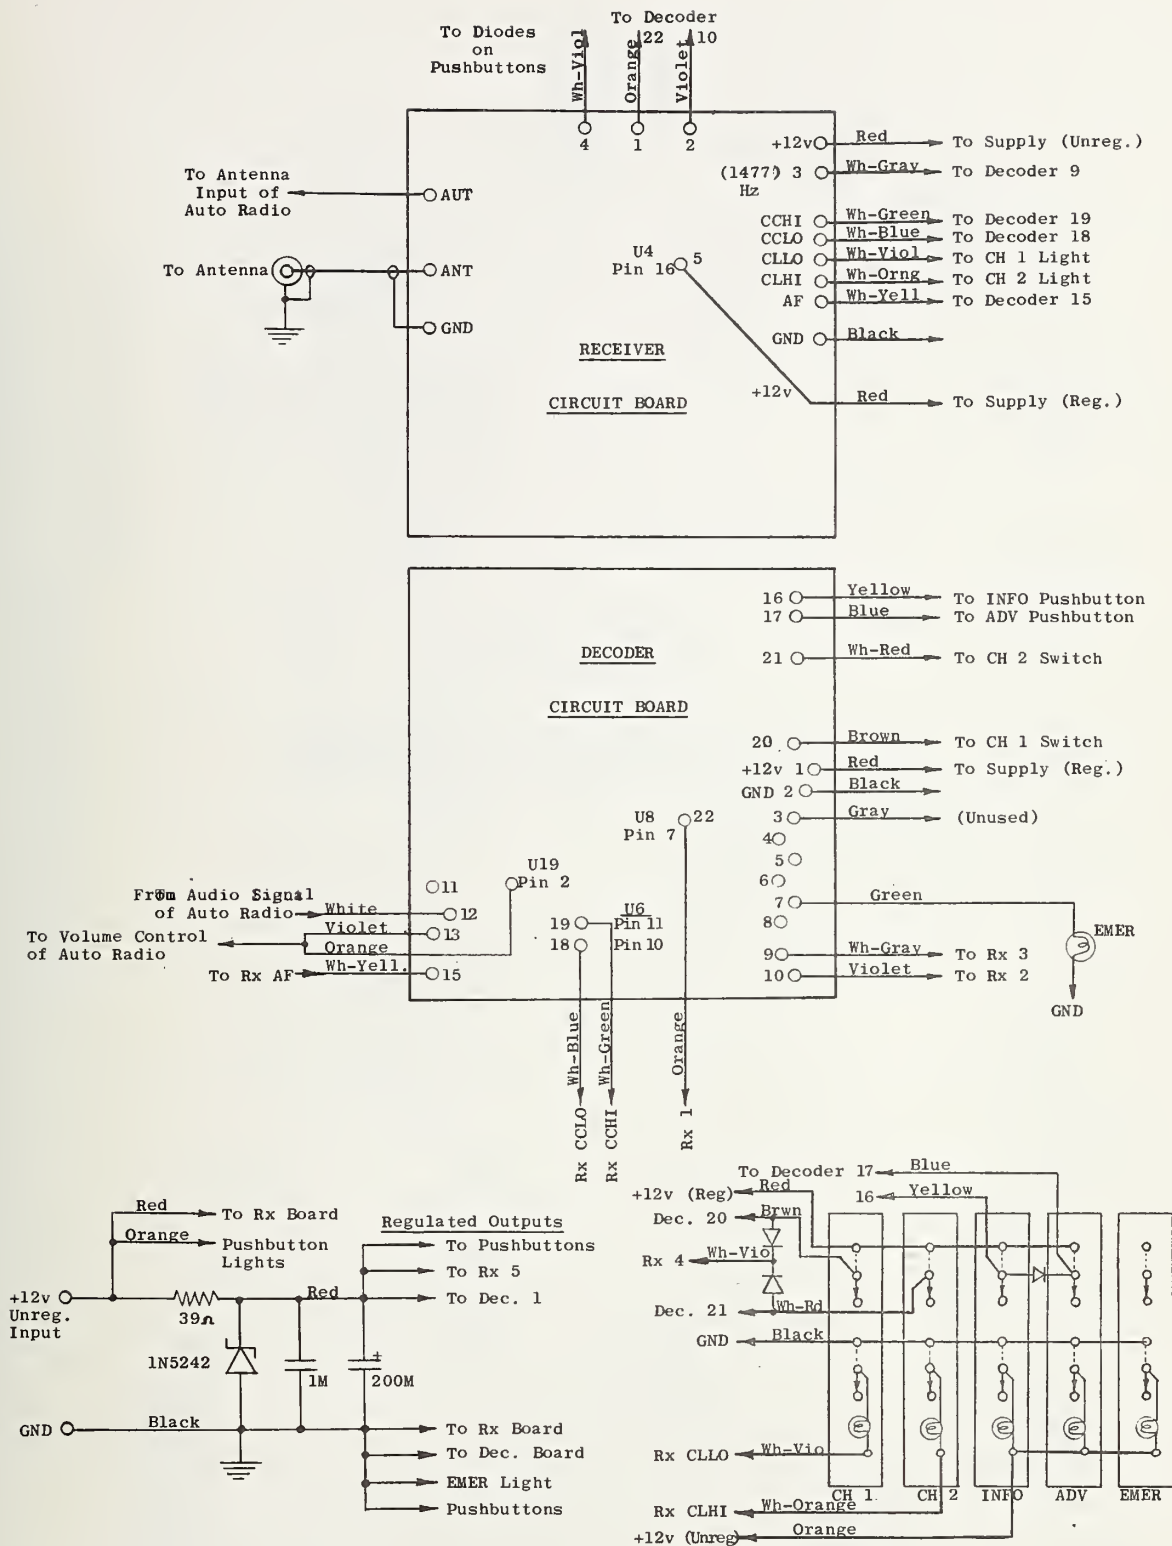 To Diodes
on
Pushbuttons
To Decoder
22 10
Wh-Viol
Orange
Violet
4 1 2
To Antenna
Input of
Auto Radio
AUT
To Antenna
ANT
GND
U4
Pin 16 5
RECEIVER
CIRCUIT BOARD
+12v Red To Supply (Unreg.)
(1477) 3 Wh-Gray To Decoder 9
Hz
CCHI Wh-Green To Decoder 19
CCLO Wh-Blue To Decoder 18
CLLO Wh-Viol To CH 1 Light
CLHI Wh-Orng To CH 2 Light
AF Wh-Yell To Decoder 15
GND Black
+12v Red To Supply (Reg.)
DECODER
CIRCUIT BOARD
16 Yellow To INFO Pushbutton
17 Blue To ADV Pushbutton
21 Wh-Red To CH 2 Switch
20 Brown To CH 1 Switch
+12v 1 Red To Supply (Reg.)
GND 2 Black
U8
Pin 7 22
3 Gray (Unused)
4
5
6
7 Green
8
EMER
GND
9 Wh-Gray To Rx 3
10 Violet To Rx 2
U19
Pin 2
11
From Audio Signal
of Auto Radio White 12
To Volume Control
of Auto Radio
Violet 13
Orange
To Rx AF Wh-Yell. 15
U6
19 Pin 11
18 Pin 10
Wh-Blue
Wh-Green
Orange
Rx CCLO
Rx CCHI
Rx 1
Red To Rx Board
Orange Pushbutton
Lights
+12v
Unreg.
Input
39Ω
1N5242
Red
1M
+
200M
GND Black
Regulated Outputs
To Pushbuttons
To Rx 5
To Dec. 1
To Rx Board
To Dec. Board
EMER Light
Pushbuttons
To Decoder 17 Blue
+12v (Reg) Red
16 Yellow
Dec. 20 Brwn
Rx 4 Wh-Vio
Dec. 21 Wh-Rd
GND Black
Rx CLLO Wh-Vio
CH 1 CH 2 INFO ADV EMER
Rx CLHI Wh-Orange
+12v (Unreg) Orange